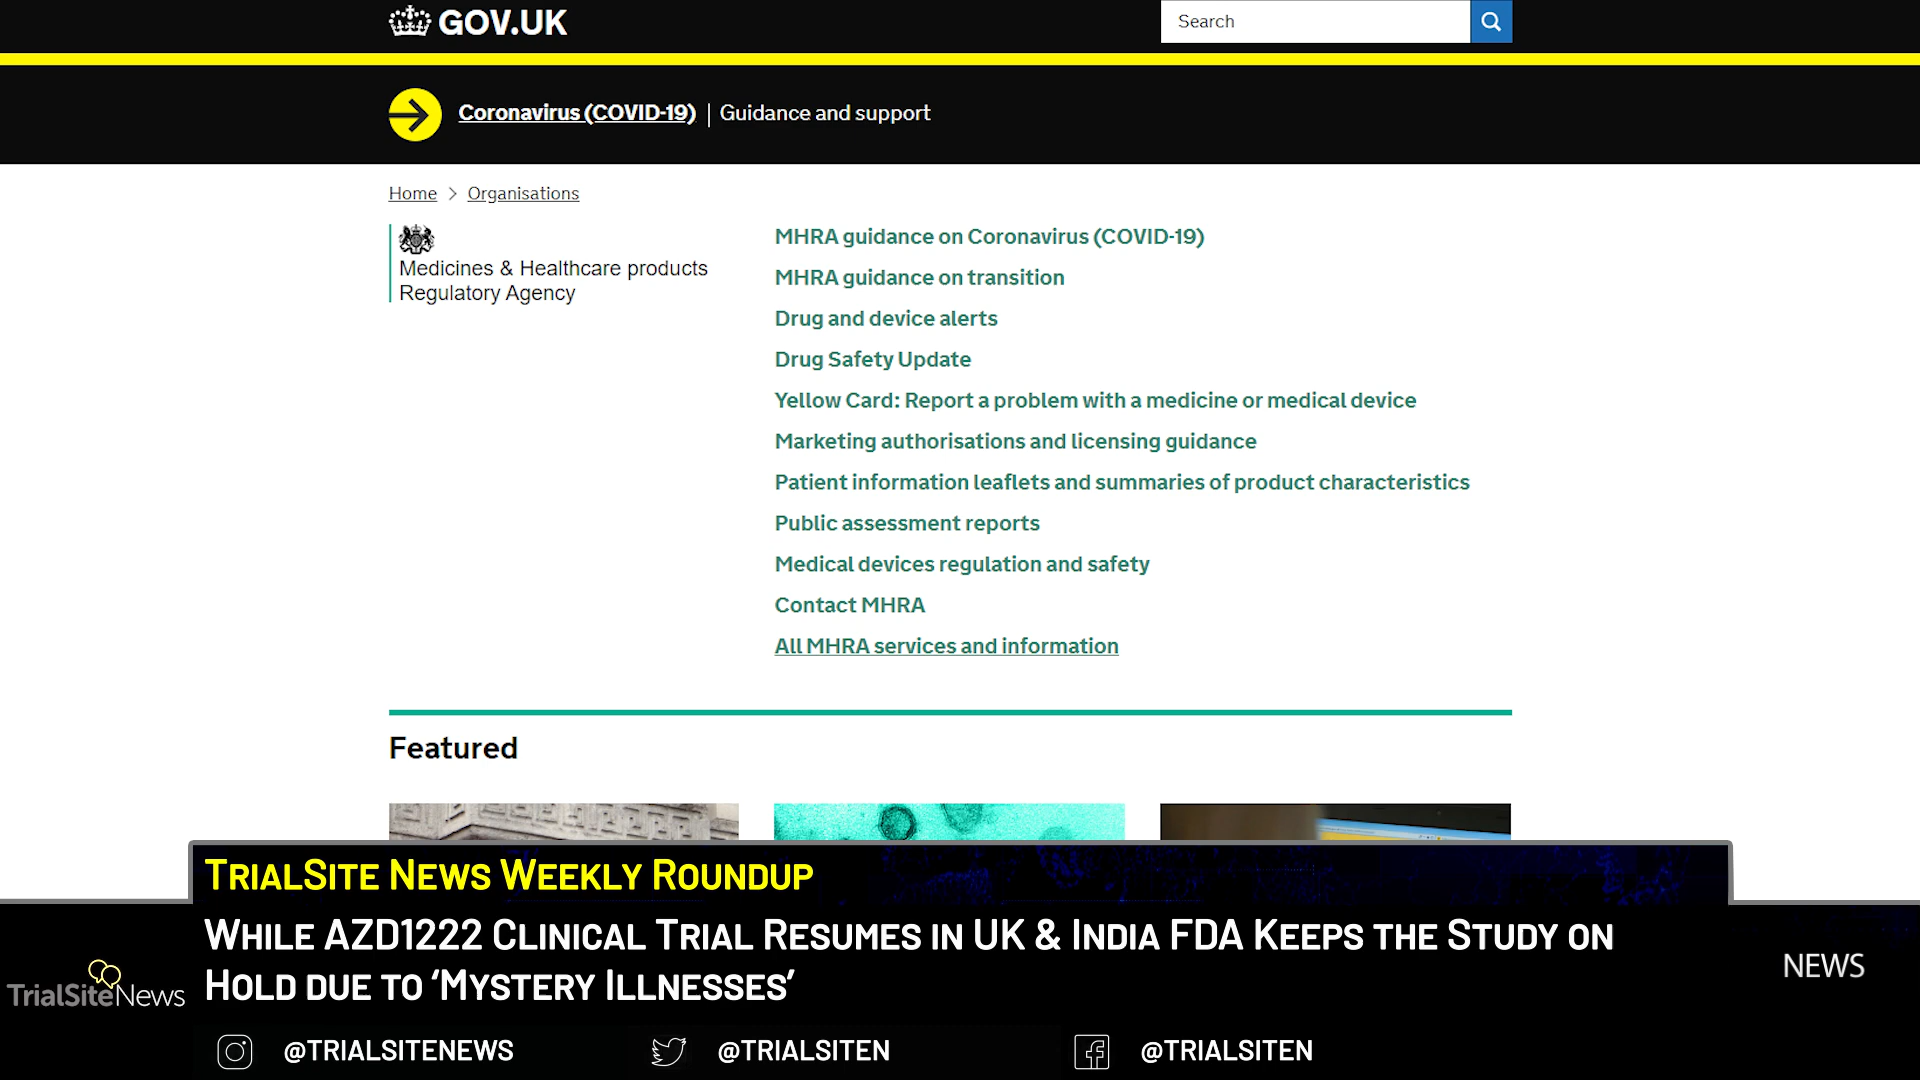 GOV.UK
Search
Coronavirus (COVID-19) | Guidance and support
Home > Organisations
Medicines & Healthcare products
Regulatory Agency
MHRA guidance on Coronavirus (COVID-19)
MHRA guidance on transition
Drug and device alerts
Drug Safety Update
Yellow Card: Report a problem with a medicine or medical device
Marketing authorisations and licensing guidance
Patient information leaflets and summaries of product characteristics
Public assessment reports
Medical devices regulation and safety
Contact MHRA
All MHRA services and information
Featured
TrialSite News Weekly Roundup
While AZD1222 Clinical Trial Resumes in UK & India FDA Keeps the Study on
Hold due to ‘Mystery Illnesses’
TrialSiteNews
NEWS
@TRIALSITENEWS
@TRIALSITEN
@TRIALSITEN